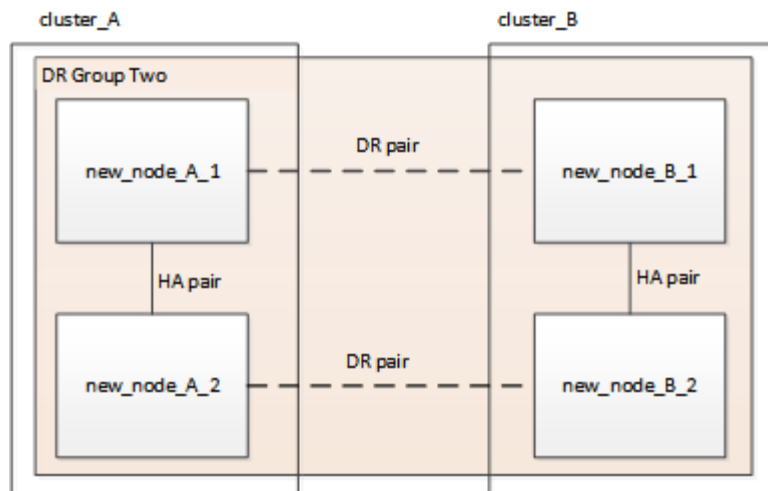 cluster_A
cluster_B
DR Group Two
new_node_A_1
DR pair
new_node_B_1
HA pair
HA pair
new_node_A_2
DR pair
new_node_B_2